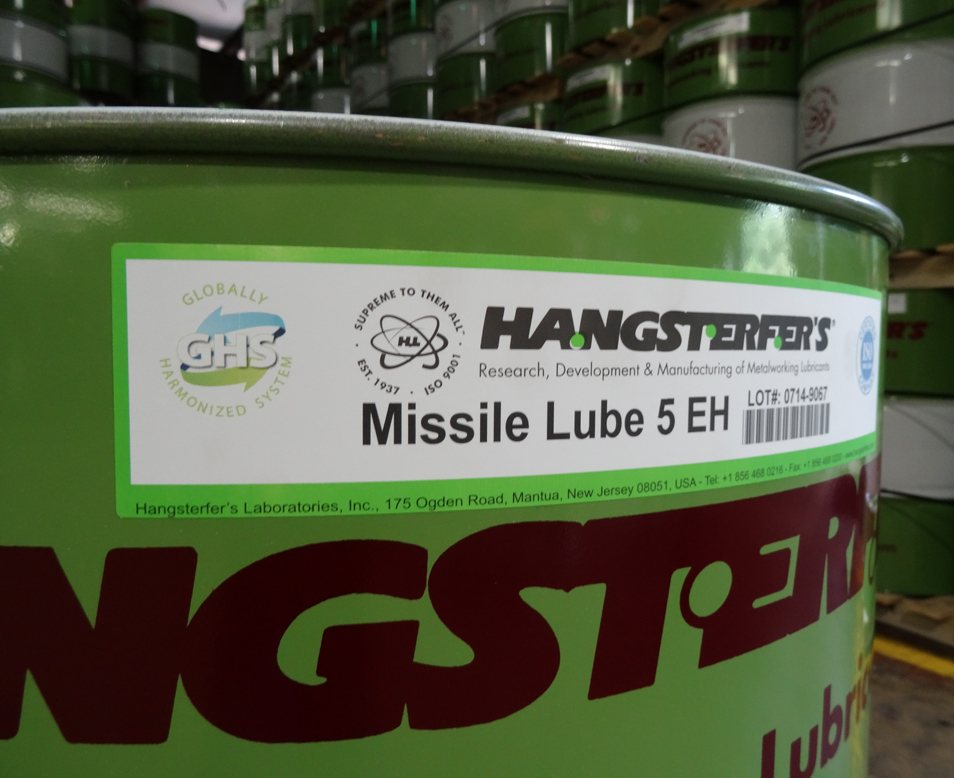 GLOBALLY
GHS
HARMONIZED SYSTEM
SUPREME TO THEM ALL
HLL
EST. 1937 · ISO 9001
HANGSTERFER'S
Research, Development & Manufacturing of Metalworking Lubricants
Missile Lube 5 EH
LOT#: 0714-9067
Hangsterfer's Laboratories, Inc., 175 Ogden Road, Mantua, New Jersey 08051, USA - Tel. +1 856 468 0216 - Fax:
NGSTERF
Lubri